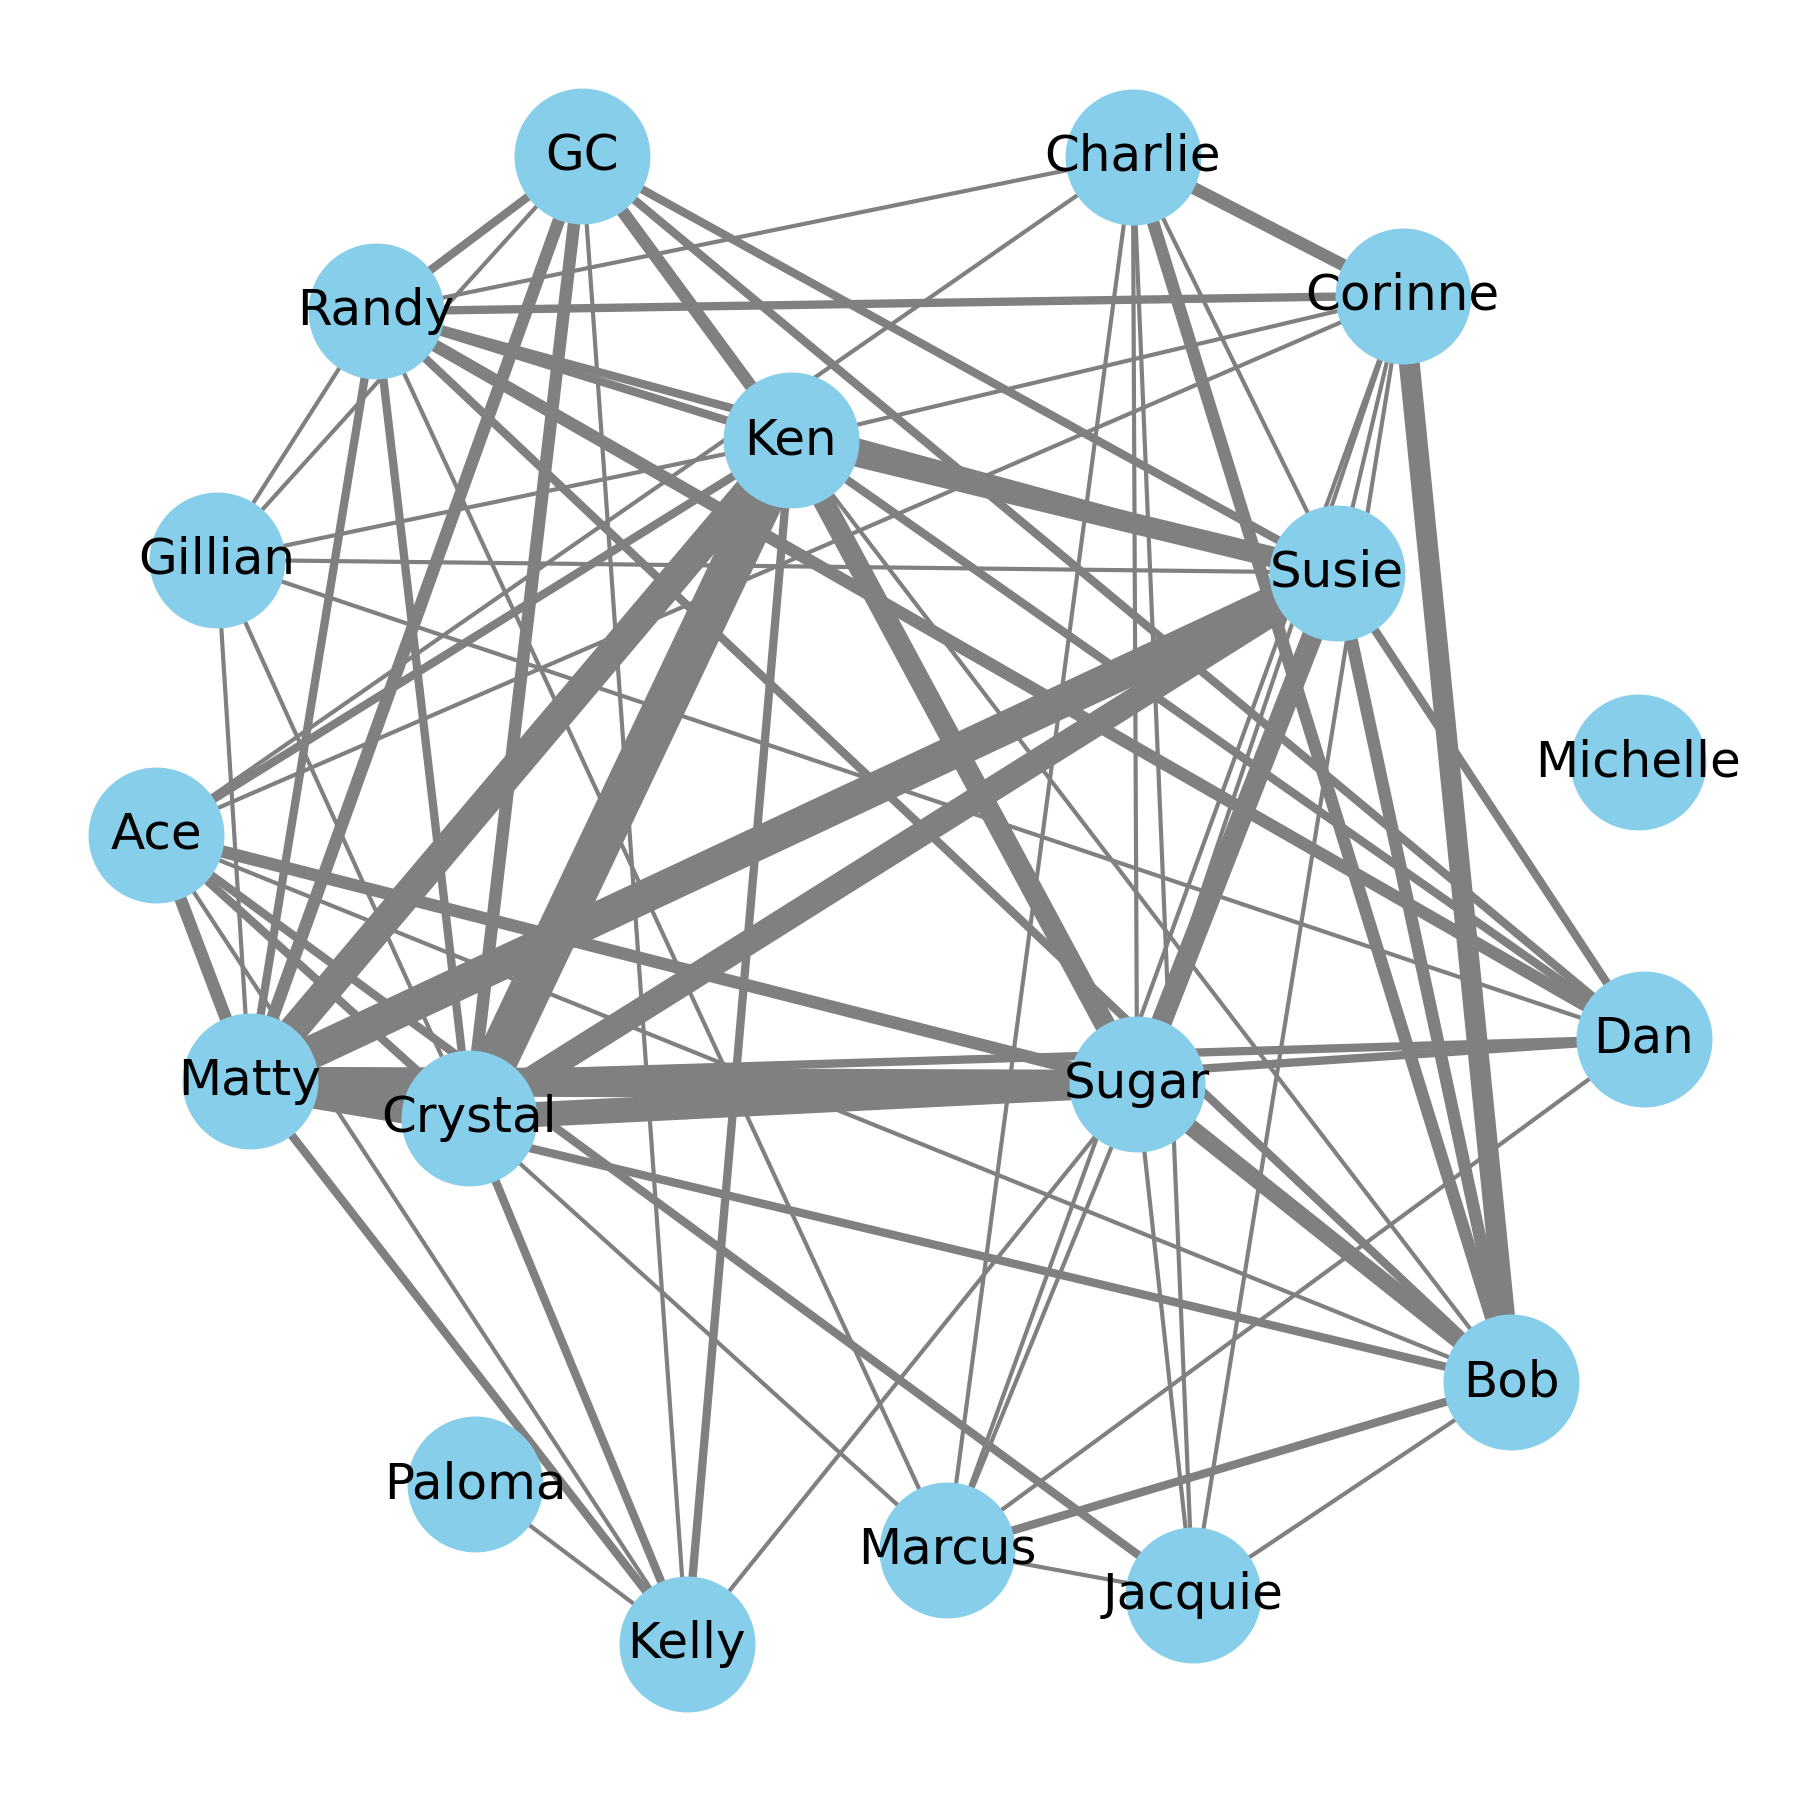 GC
Charlie
Corinne
Randy
Ken
Gillian
Susie
Michelle
Ace
Dan
Matty
Crystal
Sugar
Bob
Paloma
Marcus
Jacquie
Kelly